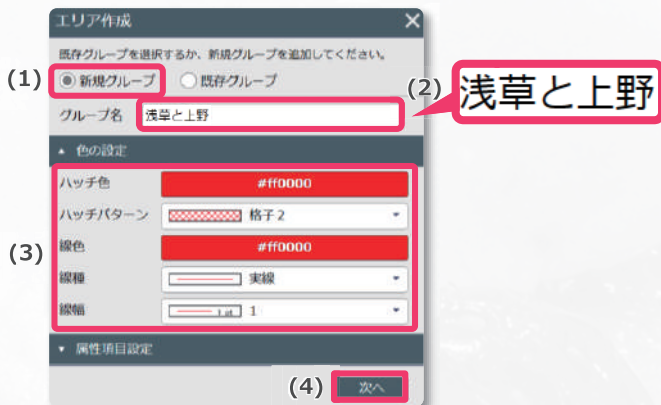 エリア作成
既存グループを選択するか、新規グループを追加してください。
(1) 新規グループ 既存グループ
グループ名 浅草と上野
(2) 浅草と上野
色の設定
(3)
ハッチ色 #ff0000
ハッチパターン 格子2
線色 #ff0000
線種 実線
線幅 1 pt 1
属性項目設定
(4) 次へ